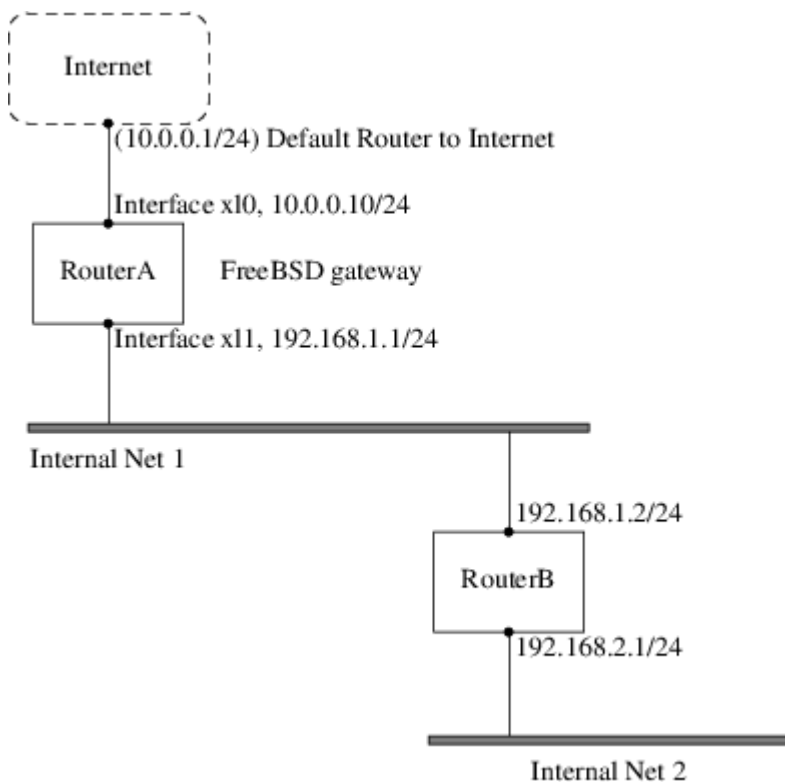 Internet
(10.0.0.1/24) Default Router to Internet
Interface xl0, 10.0.0.10/24
RouterA
FreeBSD gateway
Interface xl1, 192.168.1.1/24
Internal Net 1
192.168.1.2/24
RouterB
192.168.2.1/24
Internal Net 2